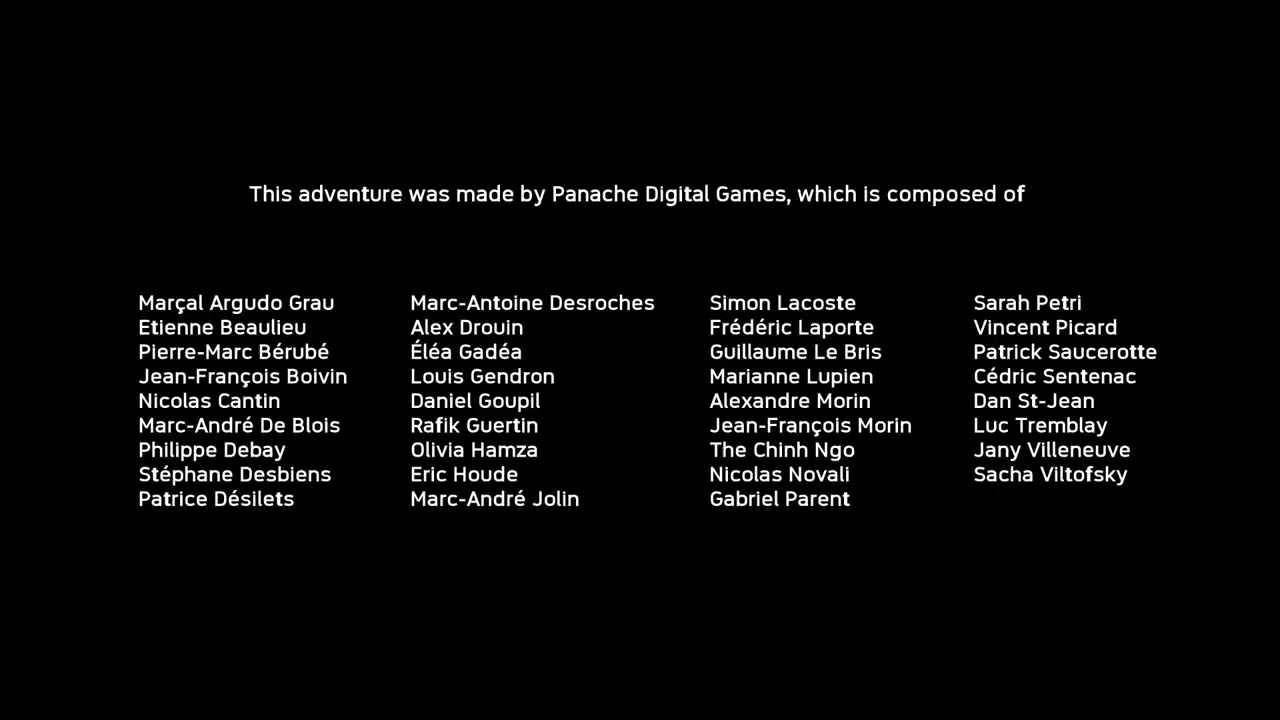 This adventure was made by Panache Digital Games, which is composed of
Marçal Argudo Grau
Etienne Beaulieu
Pierre-Marc Bérubé
Jean-François Boivin
Nicolas Cantin
Marc-André De Blois
Philippe Debay
Stéphane Desbiens
Patrice Désilets
Marc-Antoine Desroches
Alex Drouin
Éléa Gadéa
Louis Gendron
Daniel Goupil
Rafik Guertin
Olivia Hamza
Eric Houde
Marc-André Jolin
Simon Lacoste
Frédéric Laporte
Guillaume Le Bris
Marianne Lupien
Alexandre Morin
Jean-François Morin
The Chinh Ngo
Nicolas Novali
Gabriel Parent
Sarah Petri
Vincent Picard
Patrick Saucerotte
Cédric Sentenac
Dan St-Jean
Luc Tremblay
Jany Villeneuve
Sacha Viltofsky